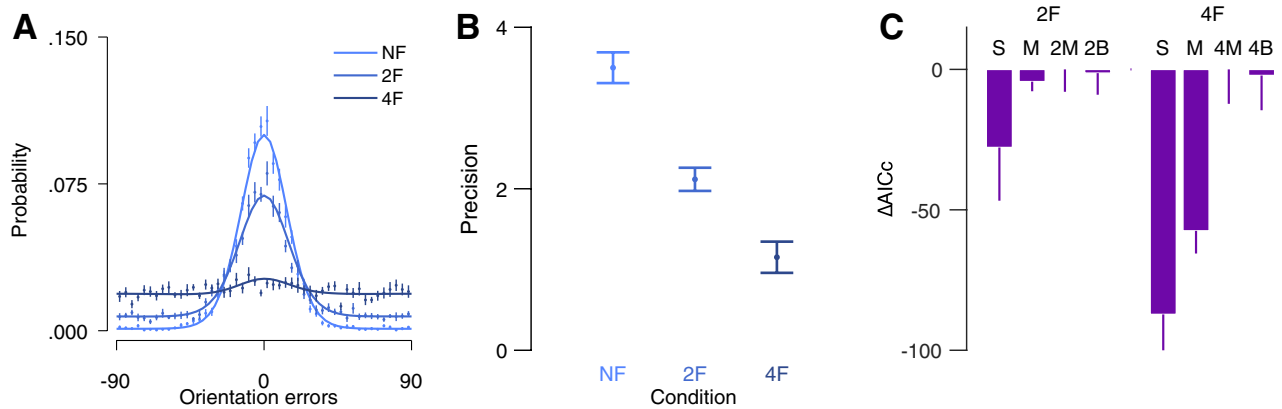 A
.150
.075
.000
Probability
-90
0
90
Orientation errors
NF
2F
4F
B
4
2
0
Precision
NF
2F
4F
Condition
C
2F
4F
S
M
2M
2B
S
M
4M
4B
0
-50
-100
ΔAICc